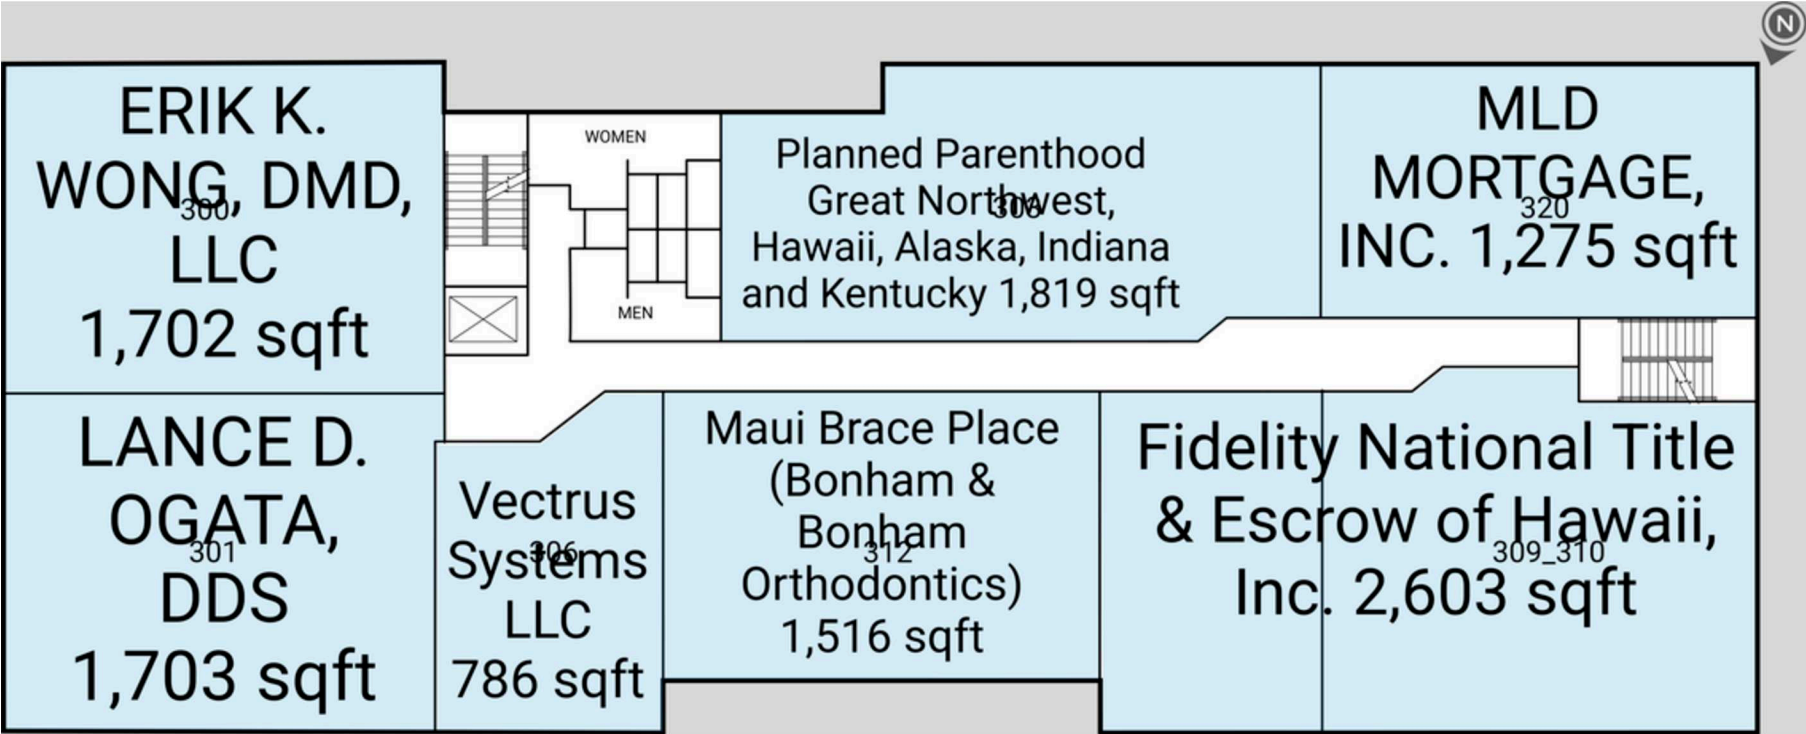 N
ERIK K.
WONG, DMD,
300
LLC
1,702 sqft
WOMEN
MEN
Planned Parenthood
Great Northwest,
Hawaii, Alaska, Indiana
and Kentucky 1,819 sqft
MLD
MORTGAGE,
320
INC. 1,275 sqft
LANCE D.
OGATA,
301
DDS
1,703 sqft
Vectrus
Systems
306
LLC
786 sqft
Maui Brace Place
(Bonham &
Bonham
312
Orthodontics)
1,516 sqft
Fidelity National Title
& Escrow of Hawaii,
309_310
Inc. 2,603 sqft